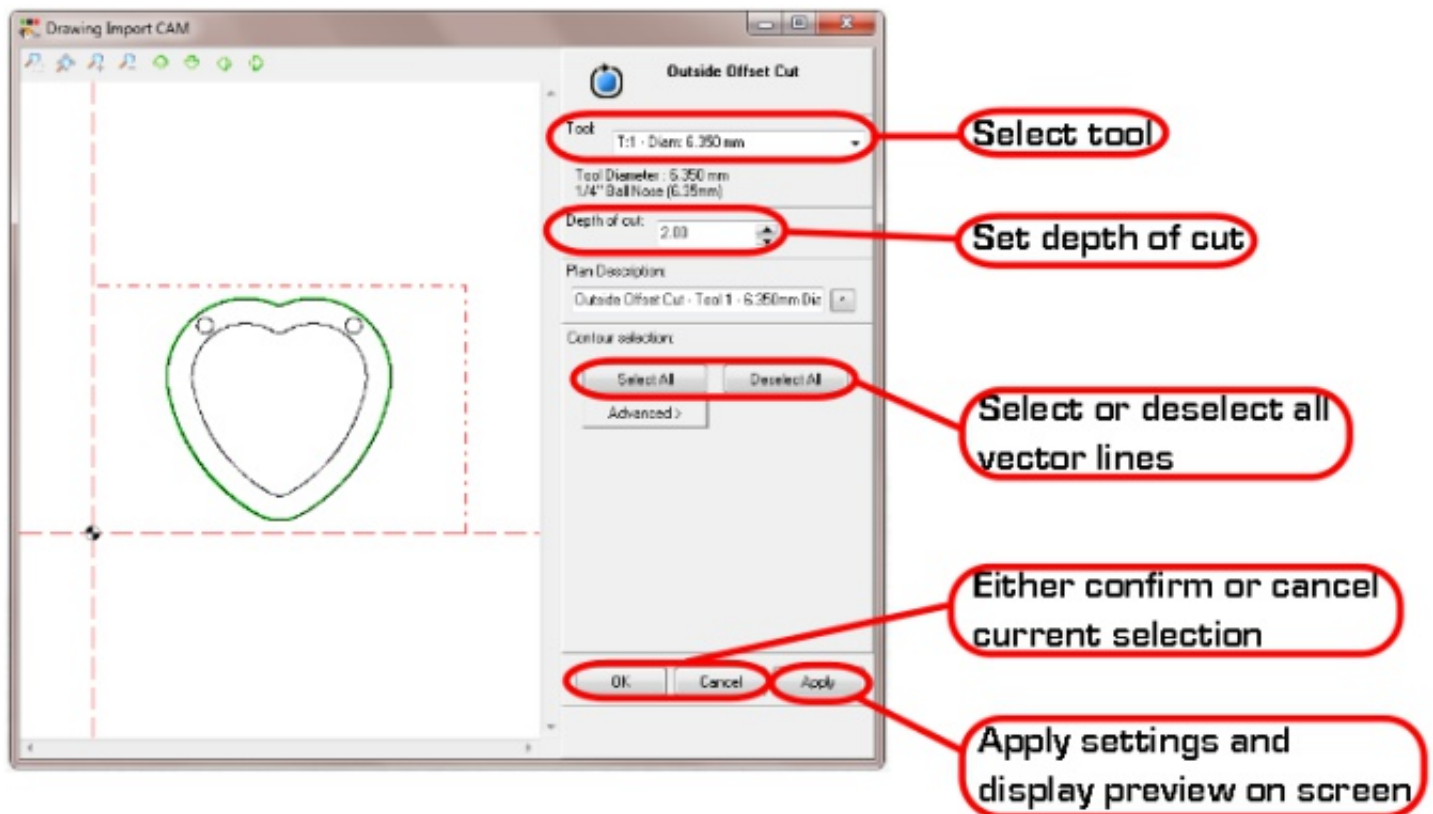 Drawing Import CAM
Outside Offset Cut
Tool:
T:1 - Diam: 6.350 mm
Select tool
Tool Diameter : 6.350 mm
1/4" Ball Nose (6.35mm)
Depth of cut:
2.00
Set depth of cut
Plan Description:
Outside Offset Cut - Tool 1 - 6.350mm Dia
Contour selection:
Select All
Deselect All
Advanced >
Select or deselect all
vector lines
Either confirm or cancel
current selection
OK
Cancel
Apply
Apply settings and
display preview on screen